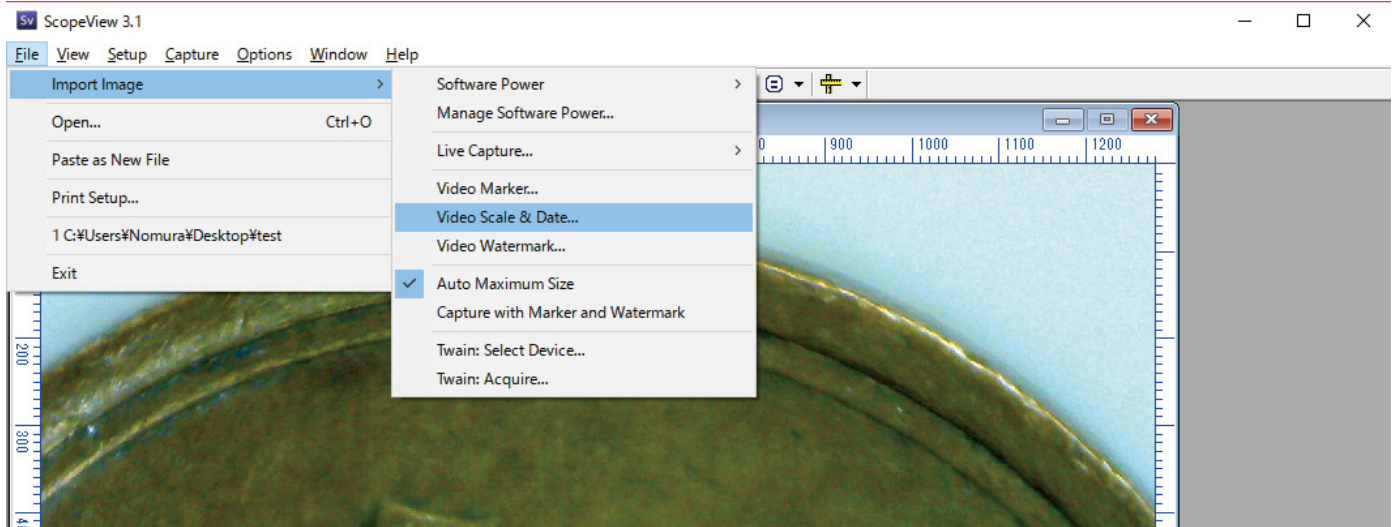 Sv ScopeView 3.1
File View Setup Capture Options Window Help
Import Image
Open... Ctrl+O
Paste as New File
Print Setup...
1 C:¥Users¥Nomura¥Desktop¥test
Exit
Software Power
Manage Software Power...
Live Capture...
Video Marker...
Video Scale & Date...
Video Watermark...
Auto Maximum Size
Capture with Marker and Watermark
Twain: Select Device...
Twain: Acquire...
900 1000 1100 1200
200
300